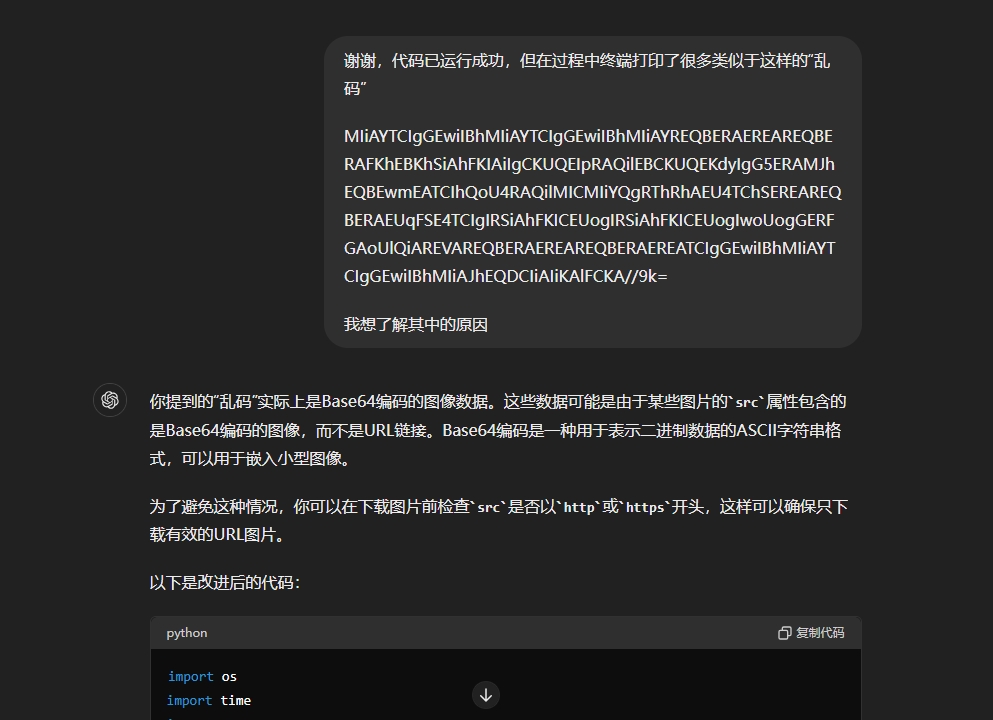 谢谢，代码已运行成功，但在过程中终端打印了很多类似于这样的“乱
码”
MIiAYTCIgGEwiIBhMIiAYTCIgGEwiIBhMIiAYREQBERAEREAREQBE
RAFKhEBKhSiAhFKIAiIgCKUQEIpRAQilEBCKUQEKdyIgG5ERAMJh
EQBEwmEATCIhQoU4RAQilMICMIiYQgRThRhAEU4TChSEREAREQ
BERAEUqFSE4TCIgIRSiAhFKICEUogIRSiAhFKICEUogIwoUogGERF
GAoUlQiAREVAREQBERAEREAREQBERAEREATCIgGEwiIBhMIiAYT
CIgGEwiIBhMIiAJhEQDCIiAIiKAlFCKA//9k=
我想了解其中的原因
你提到的“乱码”实际上是Base64编码的图像数据。这些数据可能是由于某些图片的`src`属性包含的
是Base64编码的图像，而不是URL链接。Base64编码是一种用于表示二进制数据的ASCII字符串格
式，可以用于嵌入小型图像。
为了避免这种情况，你可以在下载图片前检查`src`是否以`http`或`https`开头，这样可以确保只下
载有效的URL图片。
以下是改进后的代码：
python
复制代码
import os
import time